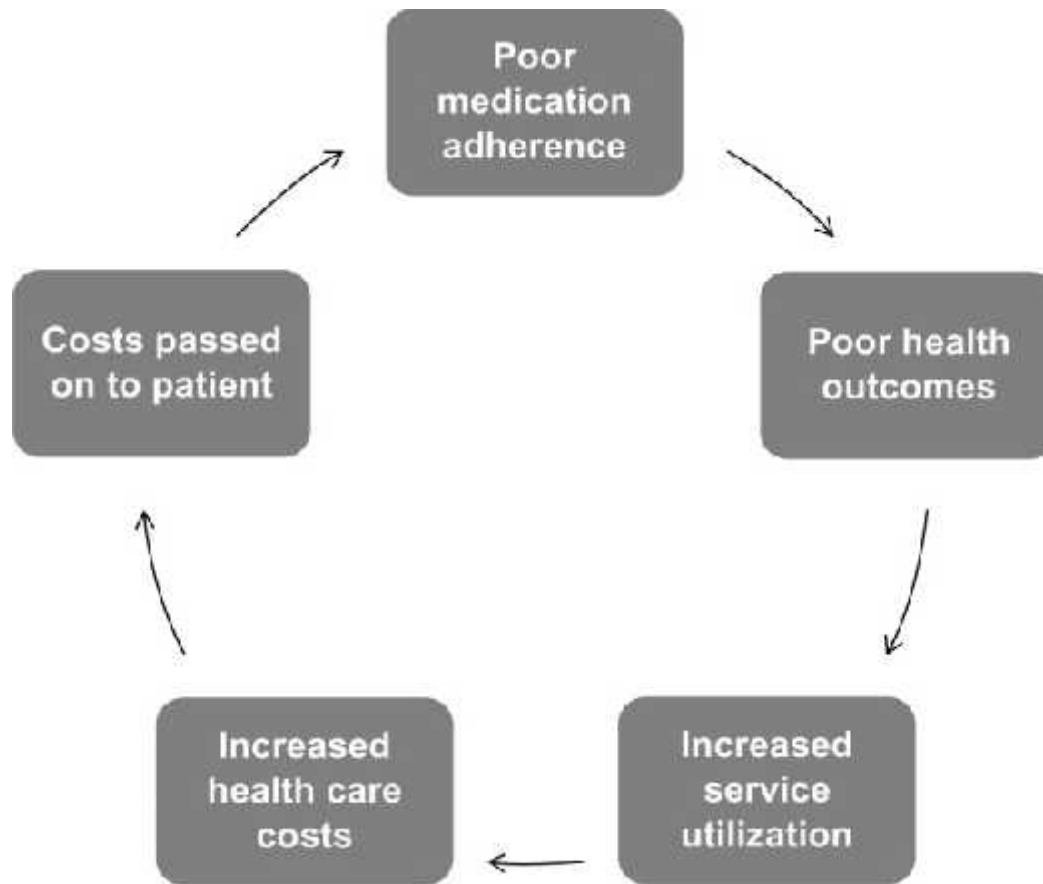 Poor
medication
adherence
Poor health
outcomes
Increased
service
utilization
Increased
health care
costs
Costs passed
on to patient